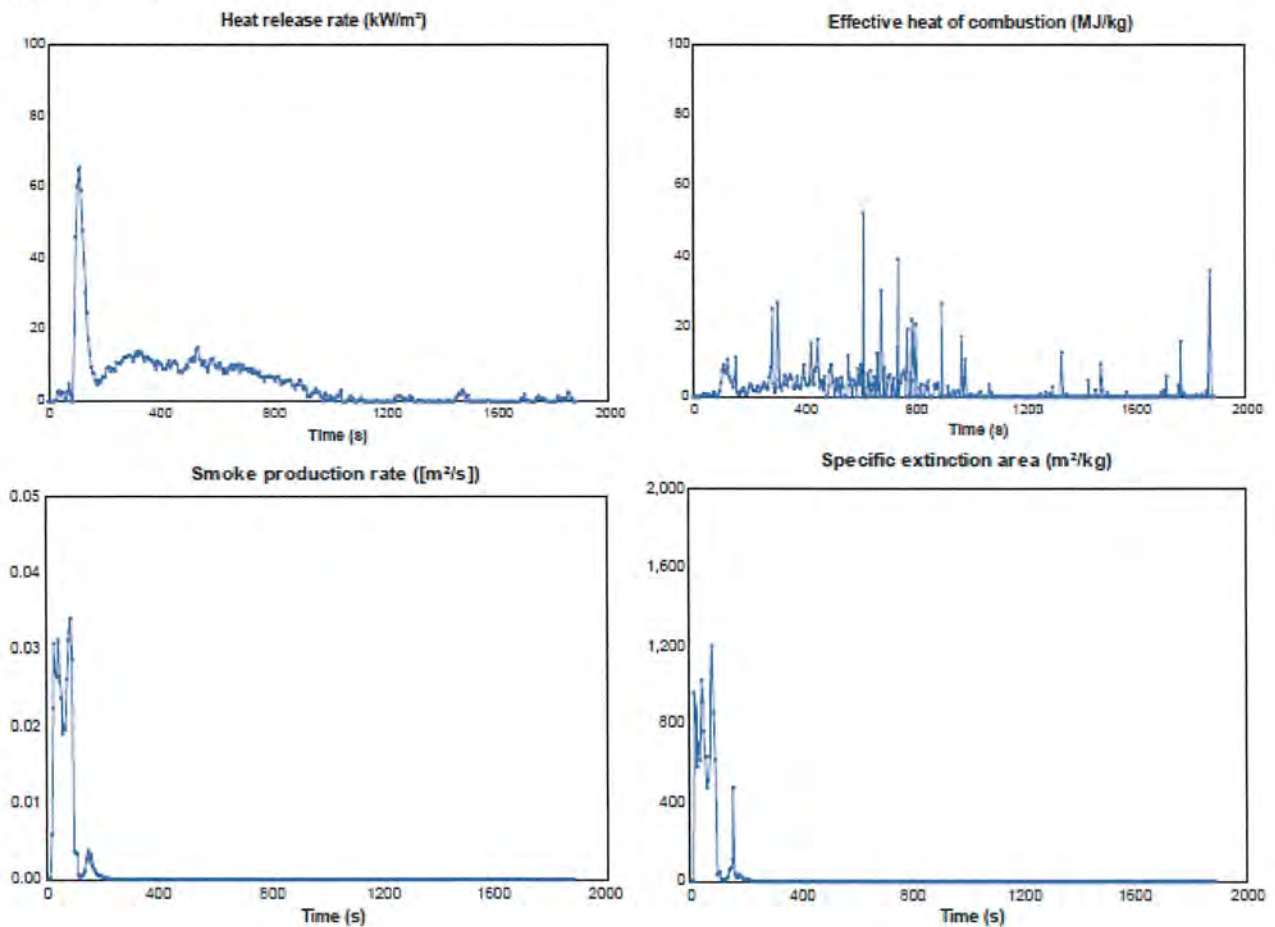 Heat release rate (kW/m²)
100
80
60
40
20
0
0 400 800 1200 1600 2000
Time (s)
Effective heat of combustion (MJ/kg)
100
80
60
40
20
0
0 400 800 1200 1600 2000
Time (s)
Smoke production rate ([m²/s])
0.05
0.04
0.03
0.02
0.01
0.00
0 400 800 1200 1600 2000
Time (s)
Specific extinction area (m²/kg)
2,000
1,600
1,200
800
400
0
0 400 800 1200 1600 2000
Time (s)